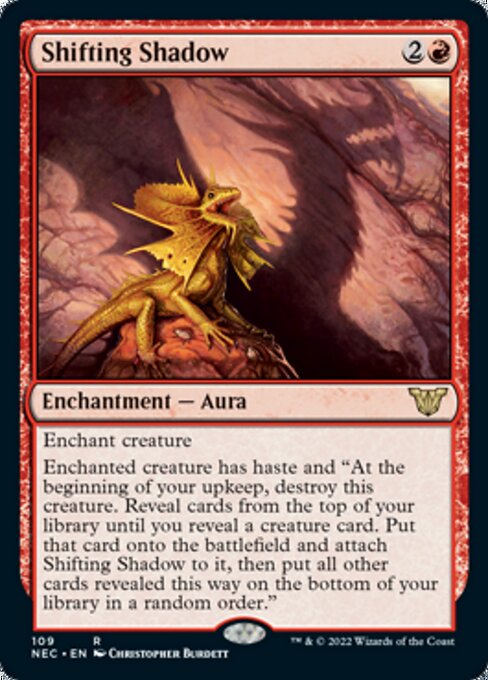 Shifting Shadow 2
Enchantment — Aura
Enchant creature
Enchanted creature has haste and “At the
beginning of your upkeep, destroy this
creature. Reveal cards from the top of your
library until you reveal a creature card. Put
that card onto the battlefield and attach
Shifting Shadow to it, then put all other
cards revealed this way on the bottom of your
library in a random order.”
109 R
NEC • EN Christopher Burdett
™ & © 2022 Wizards of the Coast